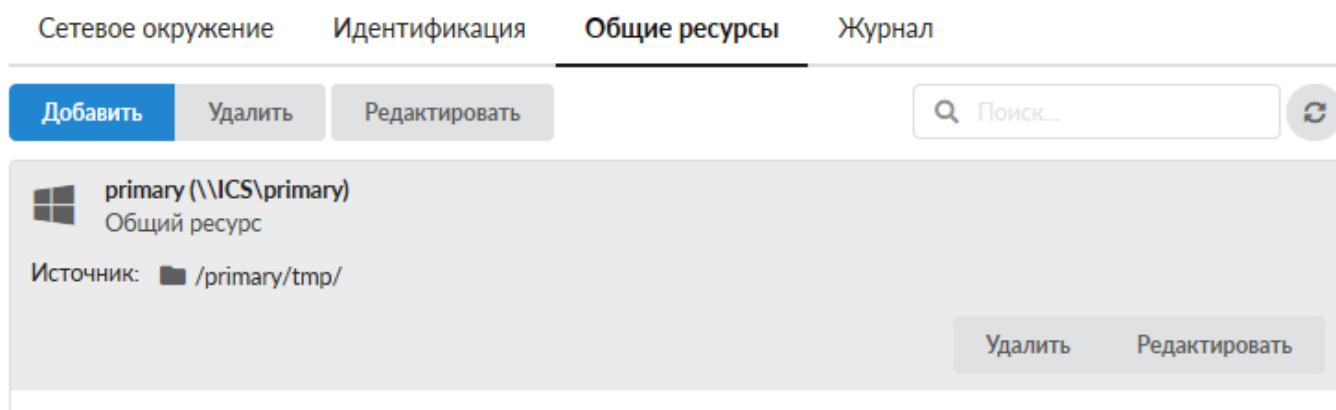 Сетевое окружение Идентификация Общие ресурсы Журнал
Добавить Удалить Редактировать Поиск...
primary (\\ICS\primary)
Общий ресурс
Источник: /primary/tmp/
Удалить Редактировать